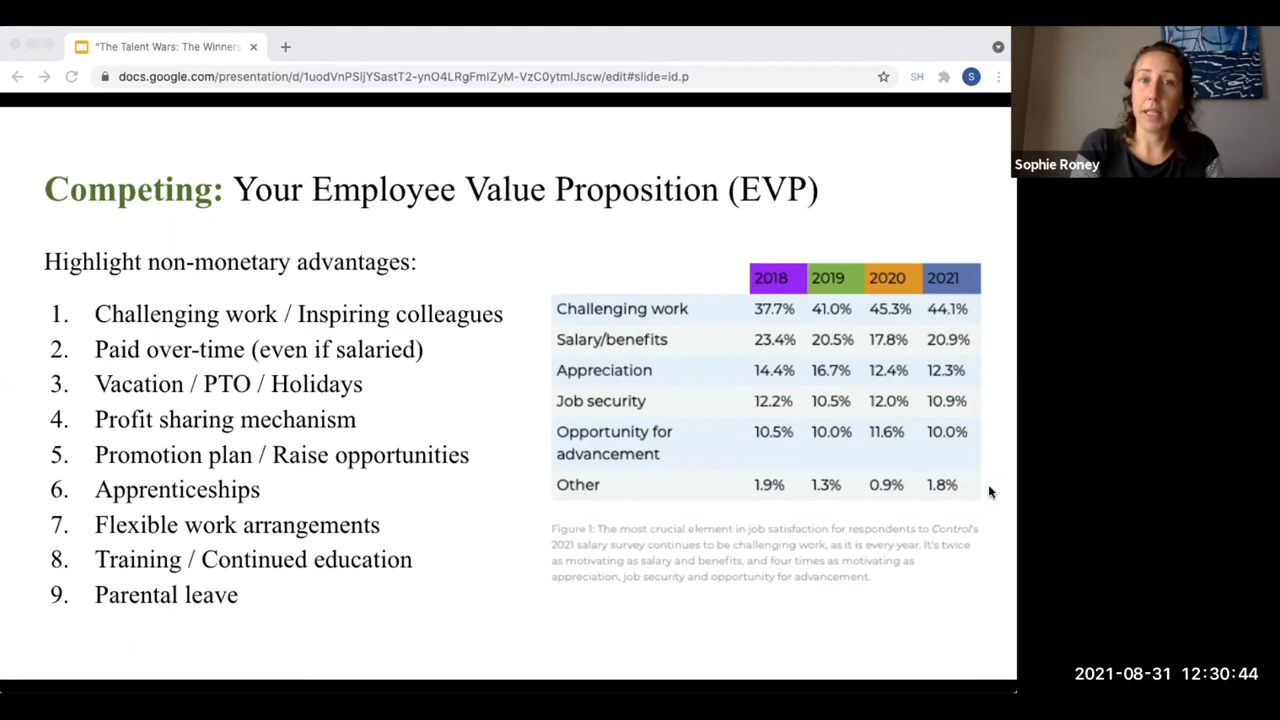 "The Talent Wars: The Winners
docs.google.com/presentation/d/1uodVnPSljYSastT2-ynO4LRgFmIZyM-VzC0ytmlJscw/edit#slide=id.p
SH
S
Sophie Roney
Competing: Your Employee Value Proposition (EVP)
Highlight non-monetary advantages:
1. Challenging work / Inspiring colleagues
2. Paid over-time (even if salaried)
3. Vacation / PTO / Holidays
4. Profit sharing mechanism
5. Promotion plan / Raise opportunities
6. Apprenticeships
7. Flexible work arrangements
8. Training / Continued education
9. Parental leave
2018 2019 2020 2021
Challenging work 37.7% 41.0% 45.3% 44.1%
Salary/benefits 23.4% 20.5% 17.8% 20.9%
Appreciation 14.4% 16.7% 12.4% 12.3%
Job security 12.2% 10.5% 12.0% 10.9%
Opportunity for 10.5% 10.0% 11.6% 10.0%
advancement
Other 1.9% 1.3% 0.9% 1.8%
Figure 1: The most crucial element in job satisfaction for respondents to Control's
2021 salary survey continues to be challenging work, as it is every year. It's twice
as motivating as salary and benefits, and four times as motivating as
appreciation, job security and opportunity for advancement.
2021-08-31 12:30:44